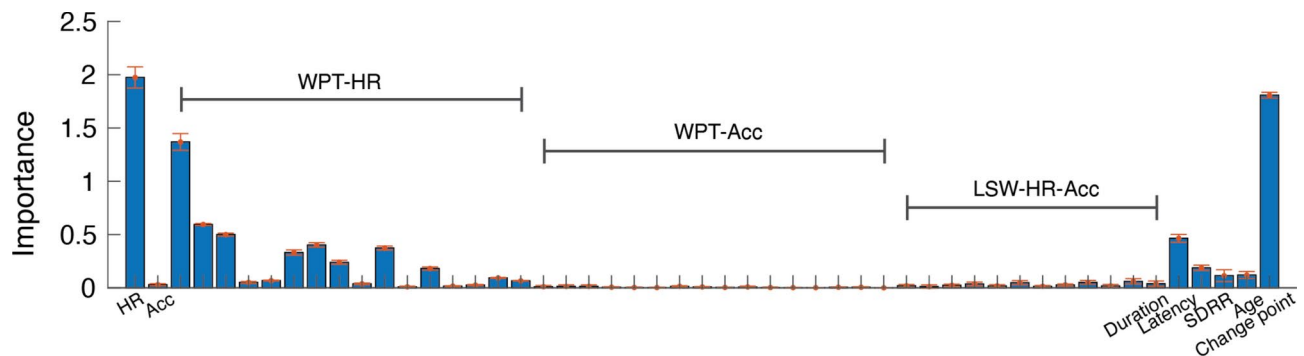 2.5
2
1.5
1
0.5
0
Importance
WPT-HR
WPT-Acc
LSW-HR-Acc
HR
Acc
Duration
Latency
SDRR
Age
Change point